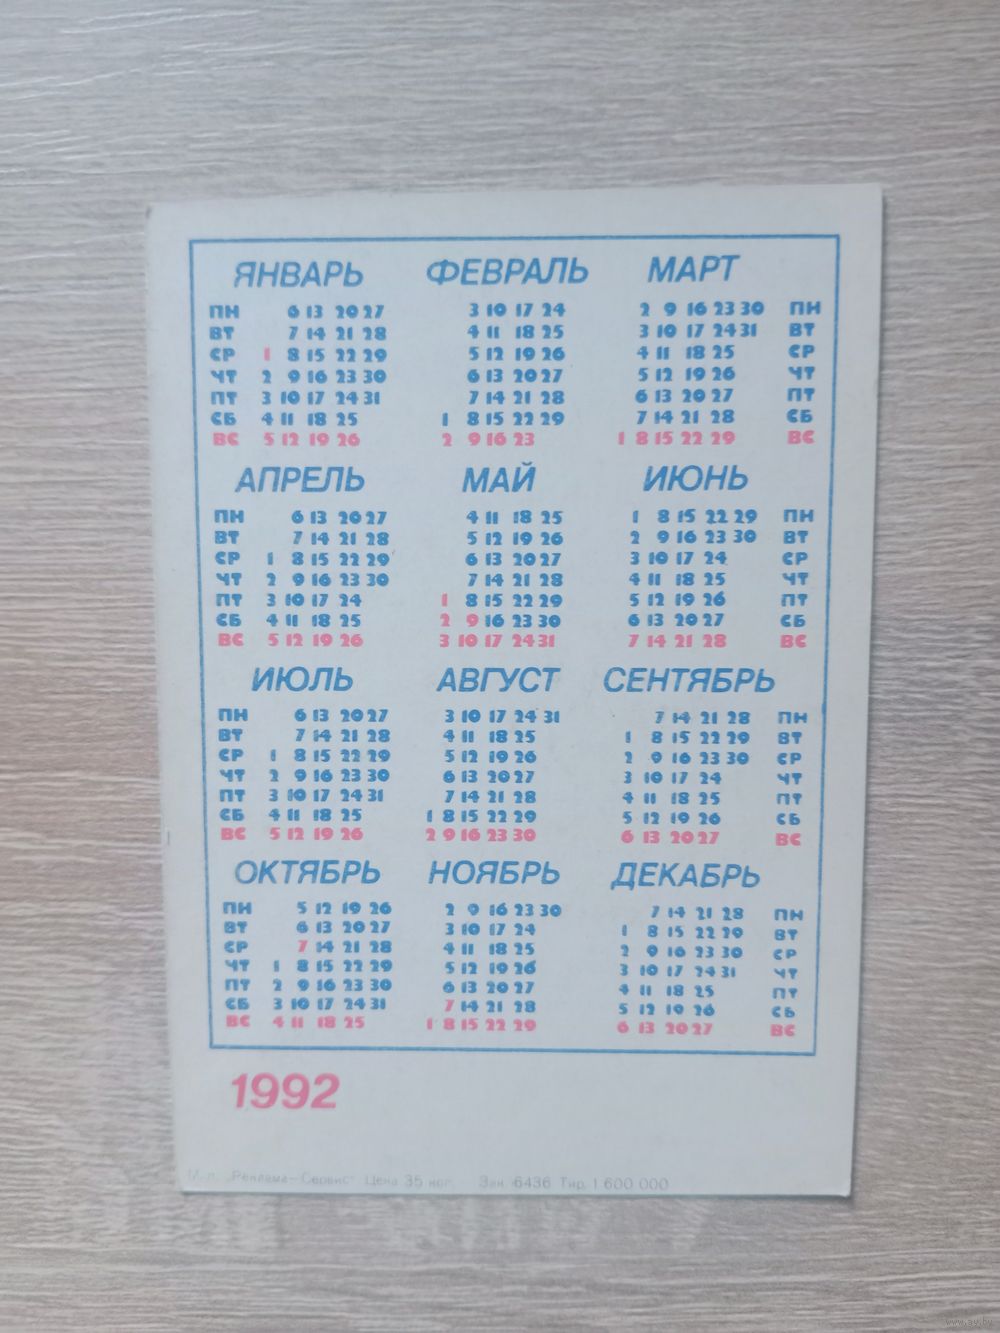 ЯНВАРЬ ФЕВРАЛЬ МАРТ
ПН 6 13 20 27 3 10 17 24 2 9 16 23 30 ПН
ВТ 7 14 21 28 4 11 18 25 3 10 17 24 31 ВТ
СР 1 8 15 22 29 5 12 19 26 4 11 18 25 СР
ЧТ 2 9 16 23 30 6 13 20 27 5 12 19 26 ЧТ
ПТ 3 10 17 24 31 7 14 21 28 6 13 20 27 ПТ
СБ 4 11 18 25 1 8 15 22 29 7 14 21 28 СБ
ВС 5 12 19 26 2 9 16 23 1 8 15 22 29 ВС
АПРЕЛЬ МАЙ ИЮНЬ
ПН 6 13 20 27 4 11 18 25 1 8 15 22 29 ПН
ВТ 7 14 21 28 5 12 19 26 2 9 16 23 30 ВТ
СР 1 8 15 22 29 6 13 20 27 3 10 17 24 СР
ЧТ 2 9 16 23 30 7 14 21 28 4 11 18 25 ЧТ
ПТ 3 10 17 24 1 8 15 22 29 5 12 19 26 ПТ
СБ 4 11 18 25 2 9 16 23 30 6 13 20 27 СБ
ВС 5 12 19 26 3 10 17 24 31 7 14 21 28 ВС
ИЮЛЬ АВГУСТ СЕНТЯБРЬ
ПН 6 13 20 27 3 10 17 24 31 7 14 21 28 ПН
ВТ 7 14 21 28 4 11 18 25 1 8 15 22 29 ВТ
СР 1 8 15 22 29 5 12 19 26 2 9 16 23 30 СР
ЧТ 2 9 16 23 30 6 13 20 27 3 10 17 24 ЧТ
ПТ 3 10 17 24 31 7 14 21 28 4 11 18 25 ПТ
СБ 4 11 18 25 1 8 15 22 29 5 12 19 26 СБ
ВС 5 12 19 26 2 9 16 23 30 6 13 20 27 ВС
ОКТЯБРЬ НОЯБРЬ ДЕКАБРЬ
ПН 5 12 19 26 2 9 16 23 30 7 14 21 28 ПН
ВТ 6 13 20 27 3 10 17 24 1 8 15 22 29 ВТ
СР 7 14 21 28 4 11 18 25 2 9 16 23 30 СР
ЧТ 1 8 15 22 29 5 12 19 26 3 10 17 24 31 ЧТ
ПТ 2 9 16 23 30 6 13 20 27 4 11 18 25 ПТ
СБ 3 10 17 24 31 7 14 21 28 5 12 19 26 СБ
ВС 4 11 18 25 1 8 15 22 29 6 13 20 27 ВС
1992
„Реклама—Сервис" Цена 35 коп. Зак. 6436 Тир. 1 600 000
www.au.by